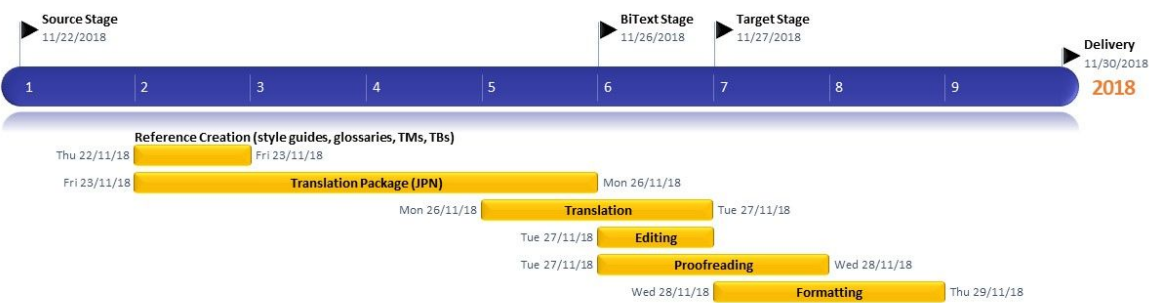 Source Stage
11/22/2018
BiText Stage
11/26/2018
Target Stage
11/27/2018
Delivery
11/30/2018
1 2 3 4 5 6 7 8 9
2018
Reference Creation (style guides, glossaries, TMs, TBs)
Thu 22/11/18 Fri 23/11/18
Fri 23/11/18 Translation Package (JPN) Mon 26/11/18
Mon 26/11/18 Translation Tue 27/11/18
Tue 27/11/18 Editing
Tue 27/11/18 Proofreading Wed 28/11/18
Wed 28/11/18 Formatting Thu 29/11/18